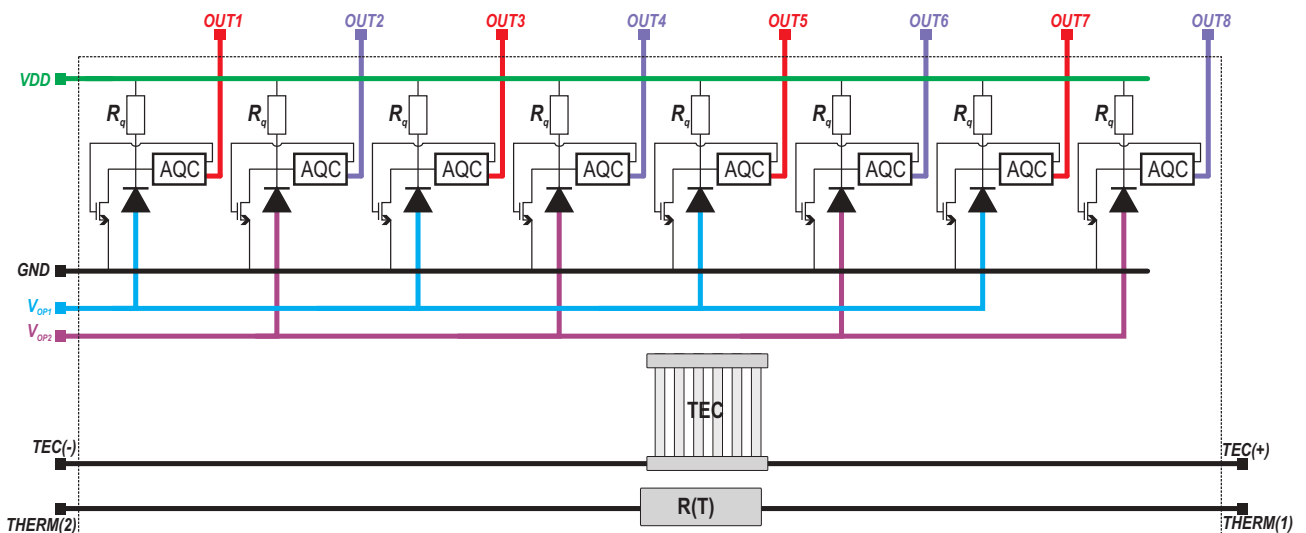 OUT1 OUT2 OUT3 OUT4 OUT5 OUT6 OUT7 OUT8
VDD
Rq Rq Rq Rq Rq Rq Rq Rq
AQC AQC AQC AQC AQC AQC AQC AQC
GND
VOP1
VOP2
TEC
TEC(-) TEC(+)
R(T)
THERM(2) THERM(1)